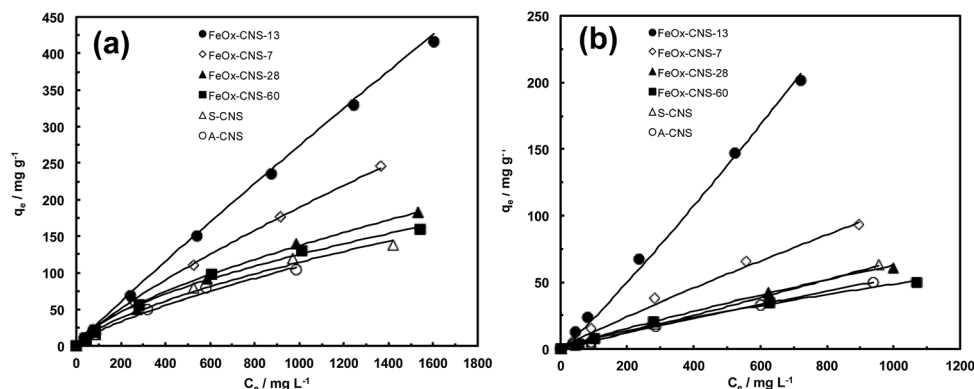 (a)
FeOx-CNS-13
FeOx-CNS-7
FeOx-CNS-28
FeOx-CNS-60
S-CNS
A-CNS
450
400
350
300
250
200
150
100
50
0
qe / mg g-1
0 200 400 600 800 1000 1200 1400 1600 1800
Ce / mg L-1
(b)
FeOx-CNS-13
FeOx-CNS-7
FeOx-CNS-28
FeOx-CNS-60
S-CNS
A-CNS
250
200
150
100
50
0
qe / mg g-1
0 200 400 600 800 1000 1200
Ce / mg L-1